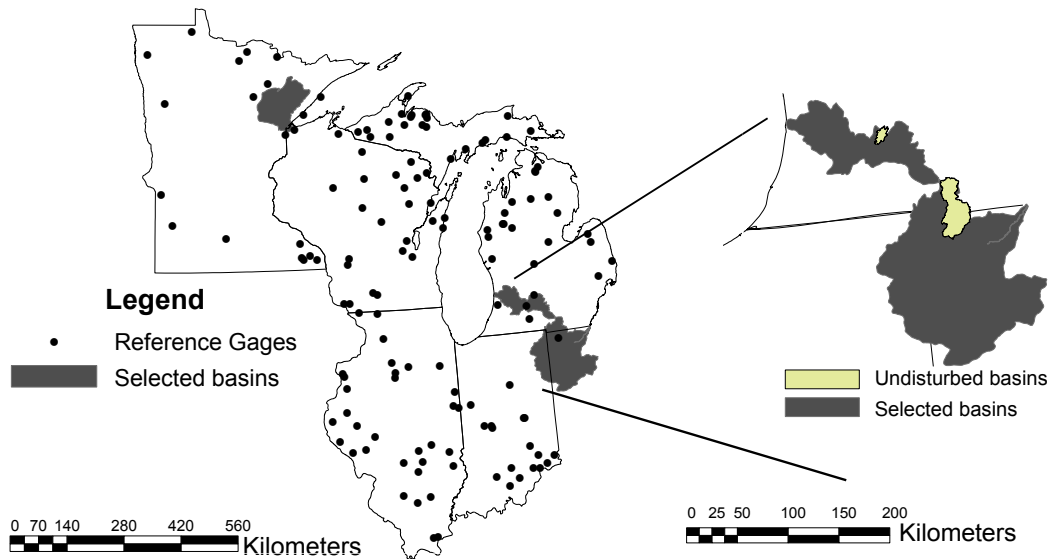 Legend
Reference Gages
Selected basins
0 70 140 280 420 560
Kilometers
Undisturbed basins
Selected basins
0 25 50 100 150 200
Kilometers